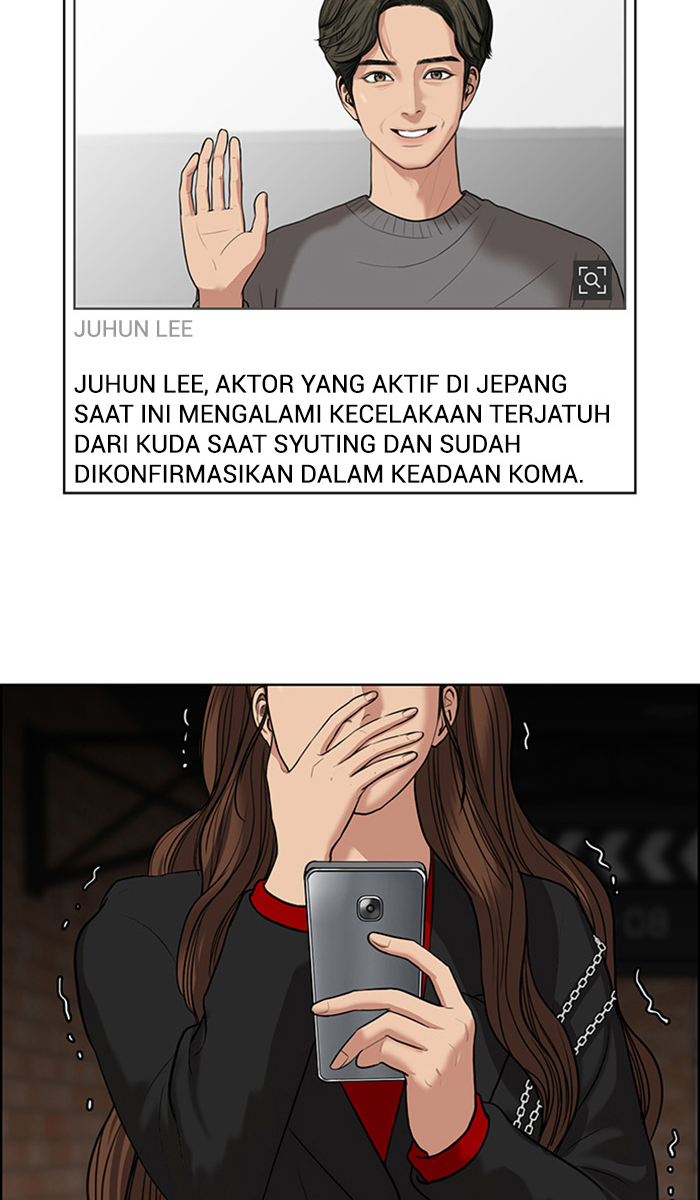 JUHUN LEE
JUHUN LEE, AKTOR YANG AKTIF DI JEPANG
SAAT INI MENGALAMI KECELAKAAN TERJATUH
DARI KUDA SAAT SYUTING DAN SUDAH
DIKONFIRMASIKAN DALAM KEADAAN KOMA.
-08